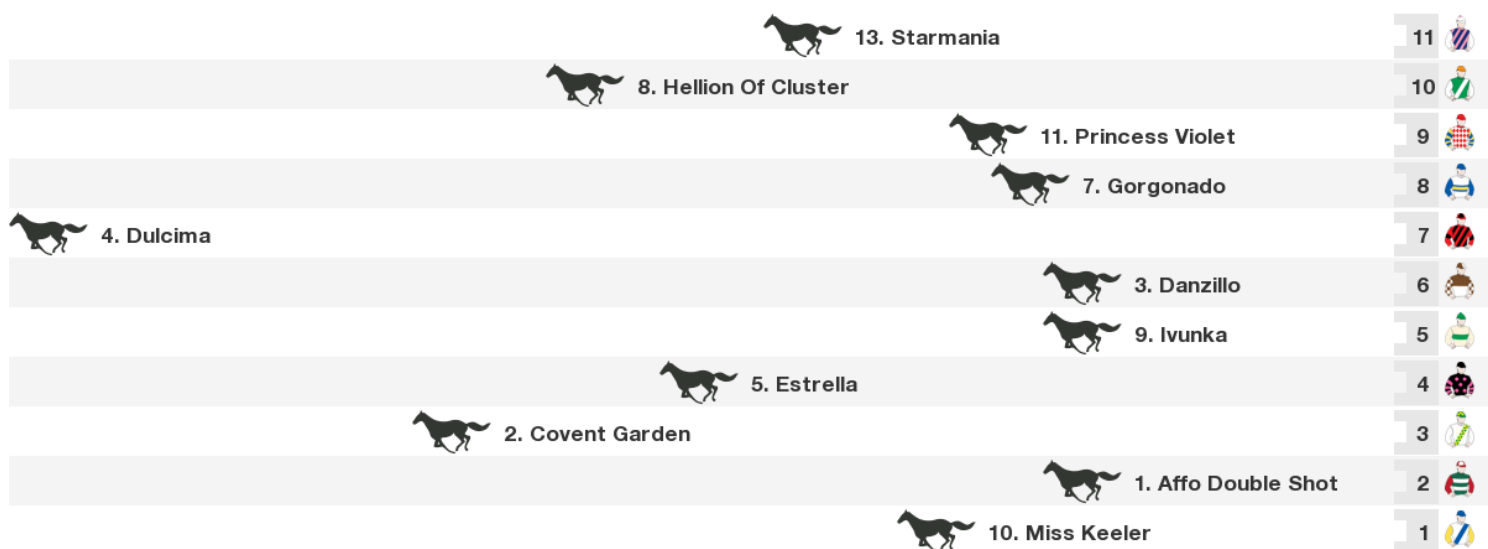 13. Starmania 11
8. Hellion Of Cluster 10
11. Princess Violet 9
7. Gorgonado 8
4. Dulcima 7
3. Danzillo 6
9. Ivunka 5
5. Estrella 4
2. Covent Garden 3
1. Affo Double Shot 2
10. Miss Keeler 1